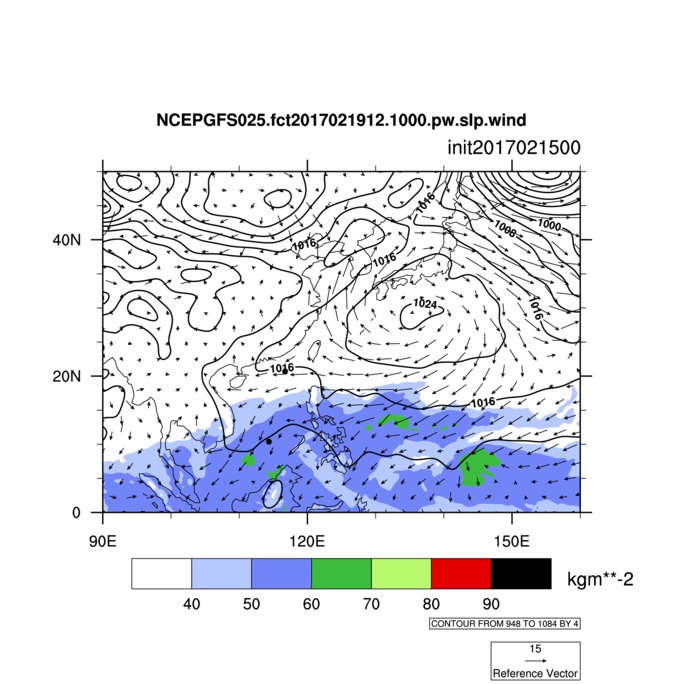 NCEPGFS025.fct2017021912.1000.pw.slp.wind
init2017021500
1016
1016
1008
1000
40N
1016
1016
1024
1016
1016
20N
1016
0
90E 120E 150E
kgm**-2
40 50 60 70 80 90
CONTOUR FROM 948 TO 1084 BY 4
15
Reference Vector